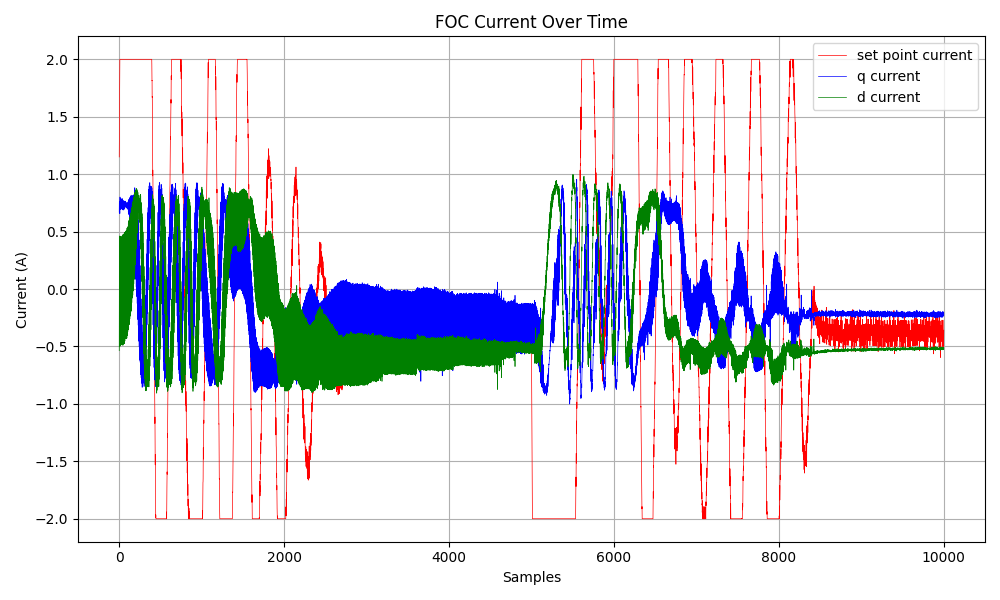 FOC Current Over Time
set point current
q current
d current
Current (A)
2.0
1.5
1.0
0.5
0.0
−0.5
−1.0
−1.5
−2.0
0
2000
4000
6000
8000
10000
Samples